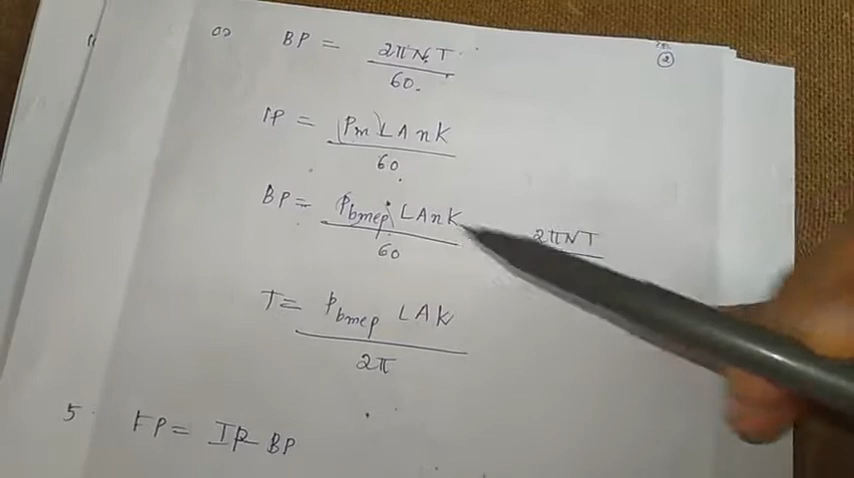 BP = 2πNT
60
②
IP = (Pm) LAnK
60
BP = (Pbmep) LAnK
60
2πNT
T = Pbmep LAK
2π
5. FP = IP - BP